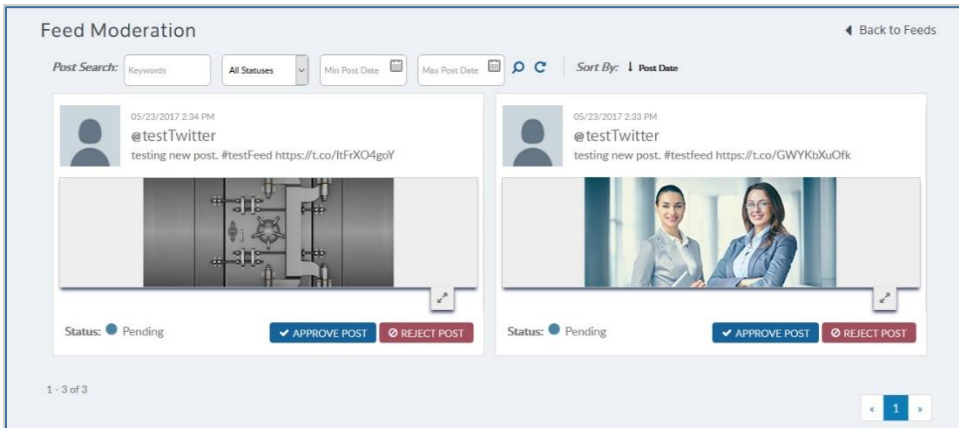 Feed Moderation
Back to Feeds
Post Search: Keywords All Statuses Min Post Date Max Post Date Sort By: Post Date
05/23/2017 2:34 PM
@testTwitter
testing new post. #testFeed https://t.co/ItFrXO4goY
Status: Pending APPROVE POST REJECT POST
05/23/2017 2:33 PM
@testTwitter
testing new post. #testfeed https://t.co/GWYKbXuOfk
Status: Pending APPROVE POST REJECT POST
1 - 3 of 3
« 1 »